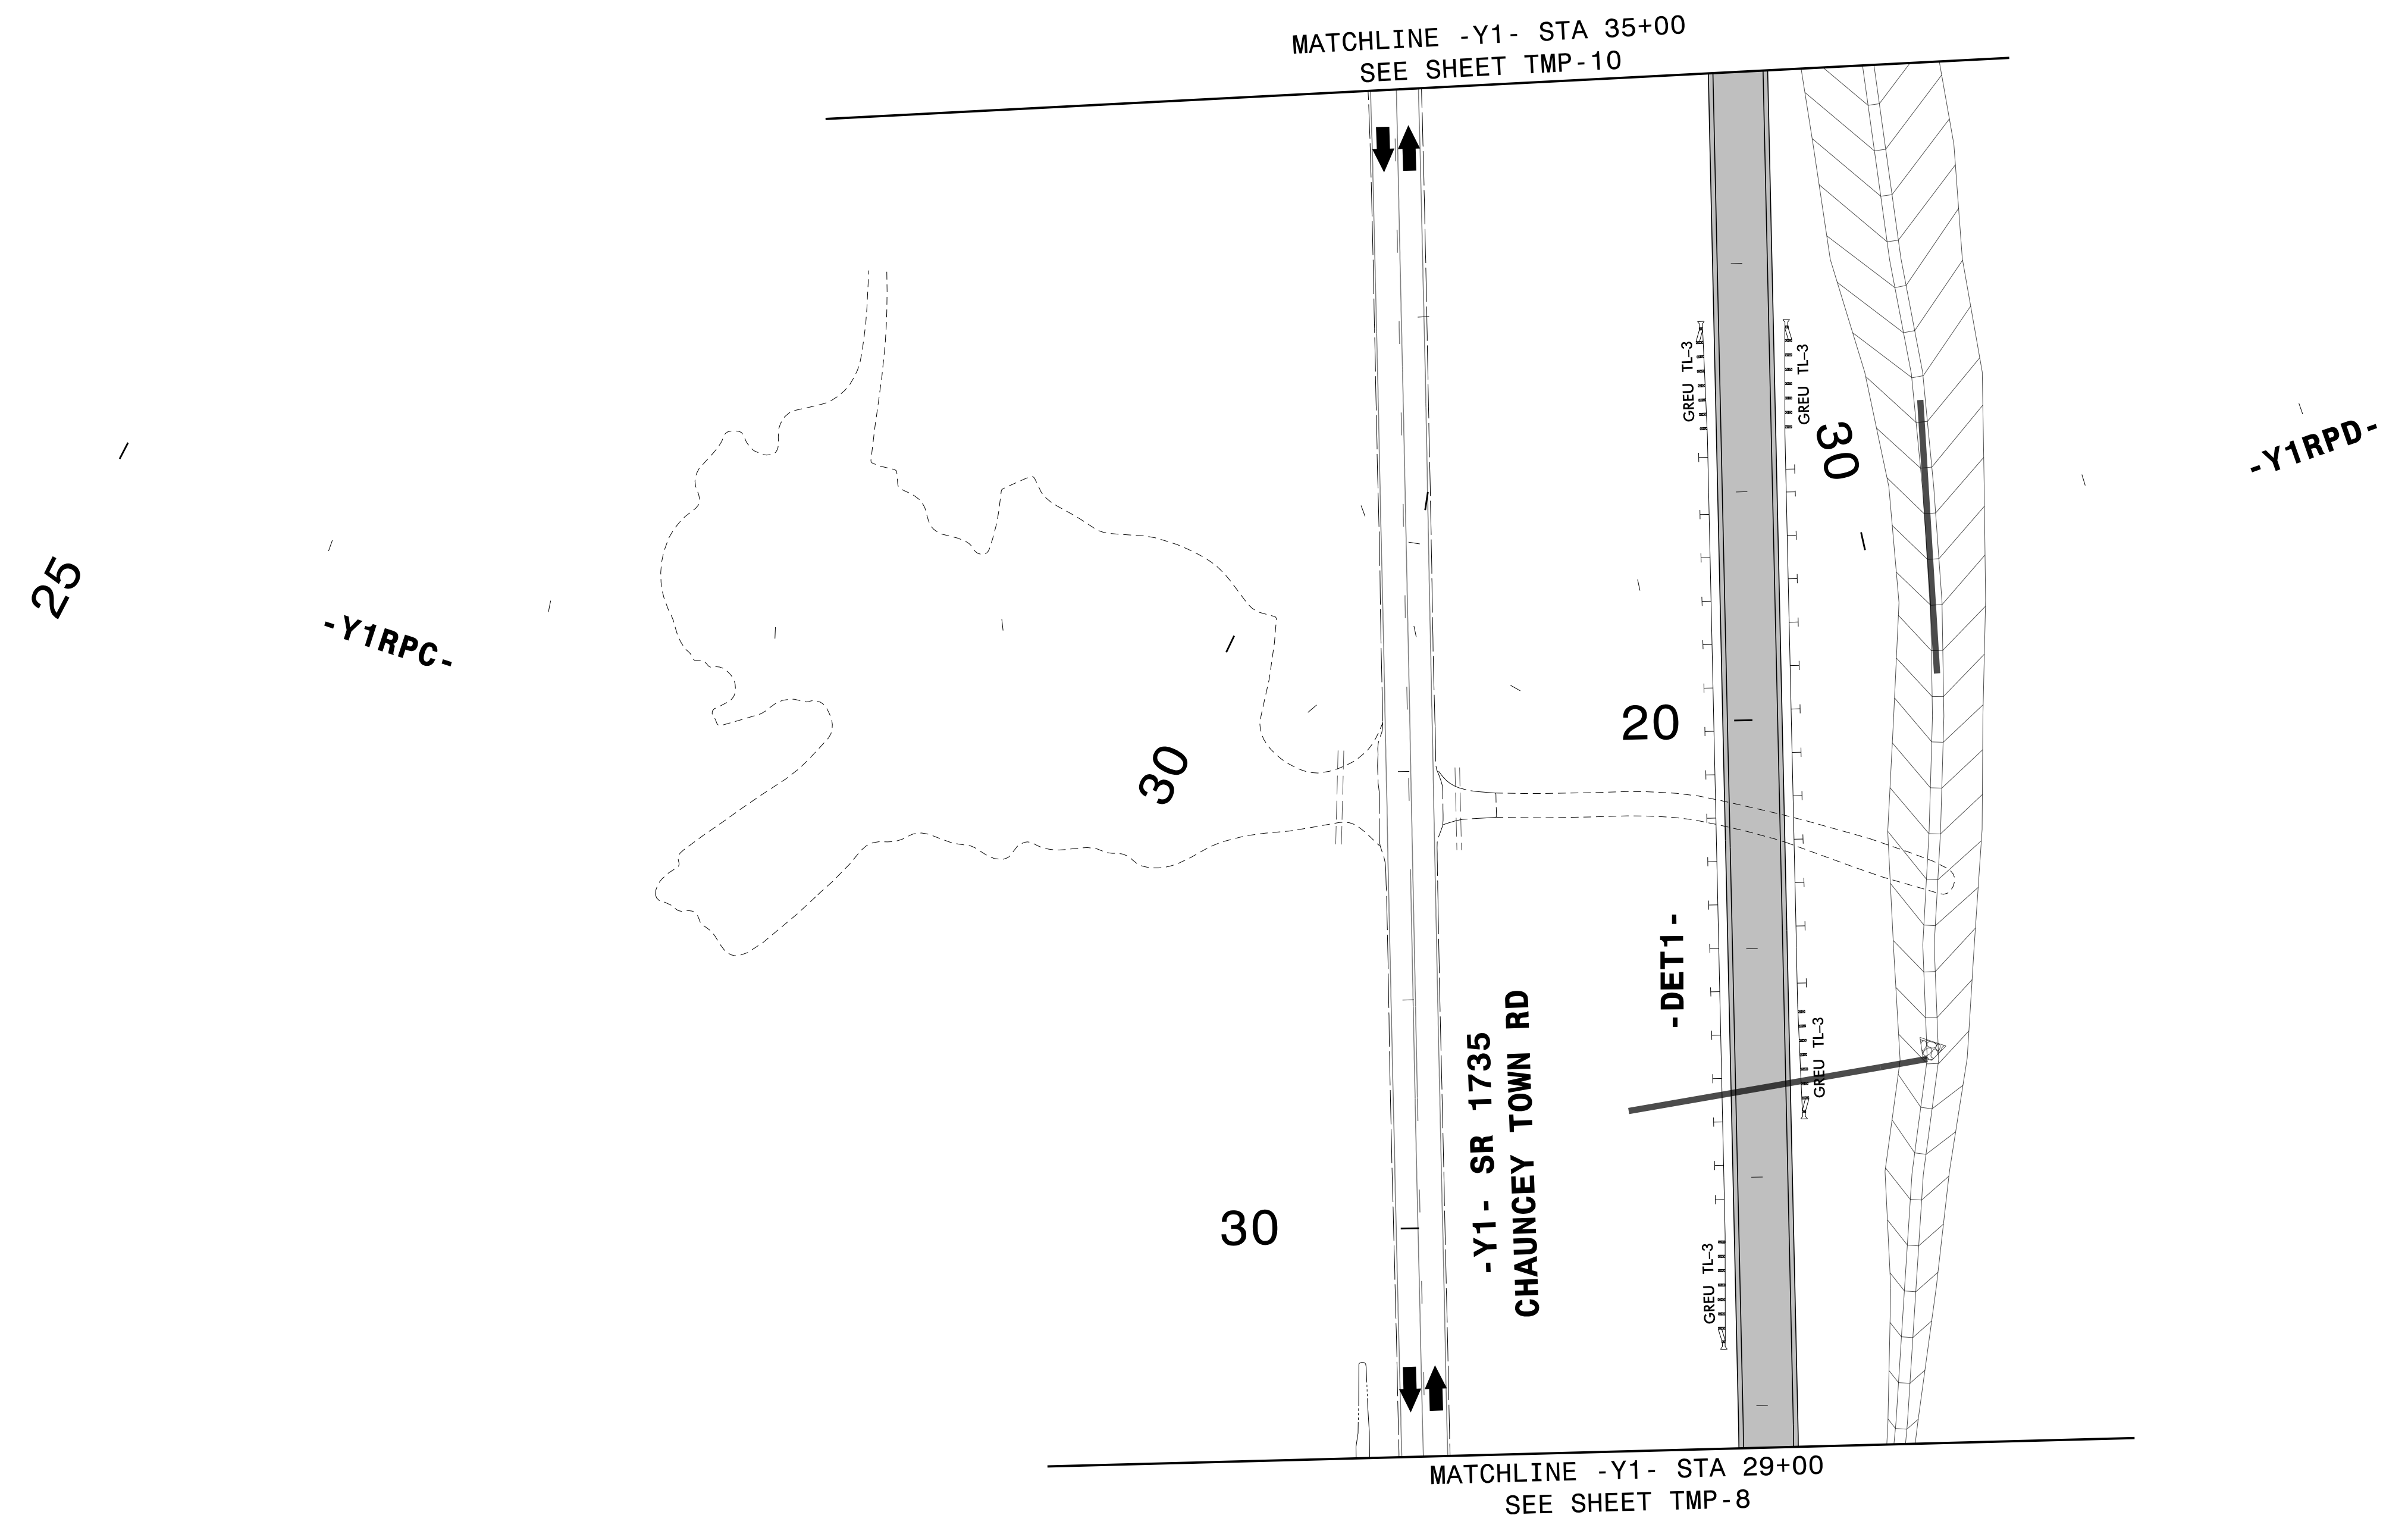 MATCHLINE -Y1- STA 35+00
SEE SHEET TMP-10
GREU TL-3
GREU TL-3
30
-Y1RPD-
25
-Y1RPC-
20
30
-DET1-
-Y1- SR 1735
CHAUNCEY TOWN RD
GREU TL-3
30
GREU TL-3
MATCHLINE -Y1- STA 29+00
SEE SHEET TMP-8